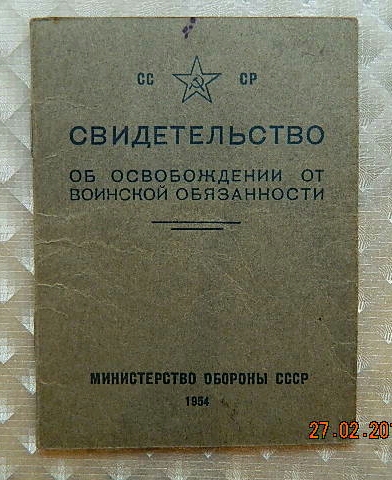 СС СР
СВИДЕТЕЛЬСТВО
ОБ ОСВОБОЖДЕНИИ ОТ
ВОИНСКОЙ ОБЯЗАННОСТИ
МИНИСТЕРСТВО ОБОРОНЫ СССР
1954
27.02.20